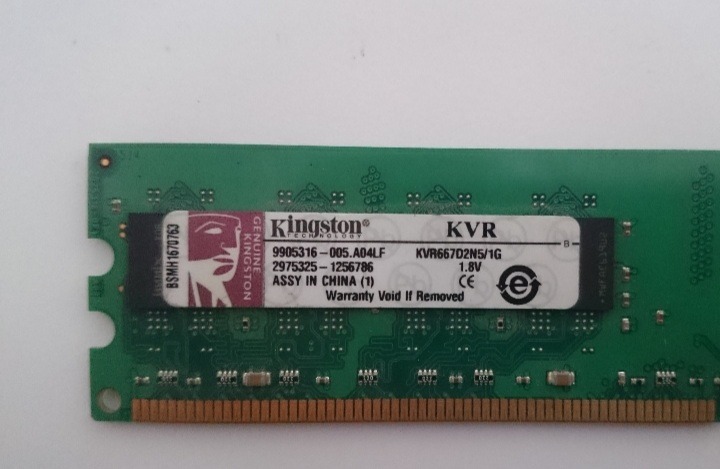 BSMH1670763
GENUINE
KINGSTON
Kingston®
TECHNOLOGY
KVR
B
9905316-005.A04LF KVR667D2N5/1G
2975325-1256786 1.8V
ASSY IN CHINA (1) CE e
Warranty Void If Removed